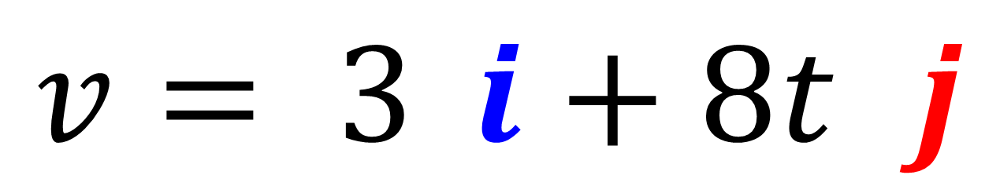 v = 3 i + 8t j